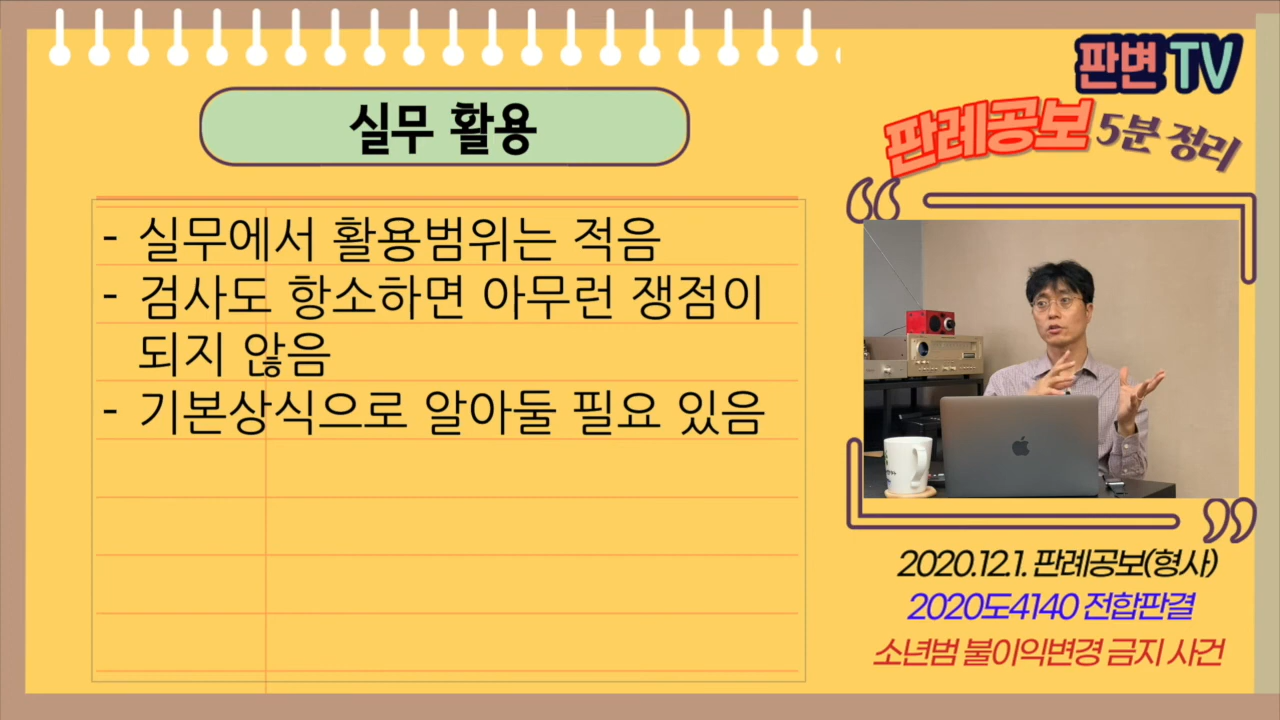 실무 활용
- 실무에서 활용범위는 적음
- 검사도 항소하면 아무런 쟁점이
되지 않음
- 기본상식으로 알아둘 필요 있음
판변TV
판례공보 5분 정리
2020.12.1. 판례공보(형사)
2020도4140 전합판결
소년범 불이익변경 금지 사건